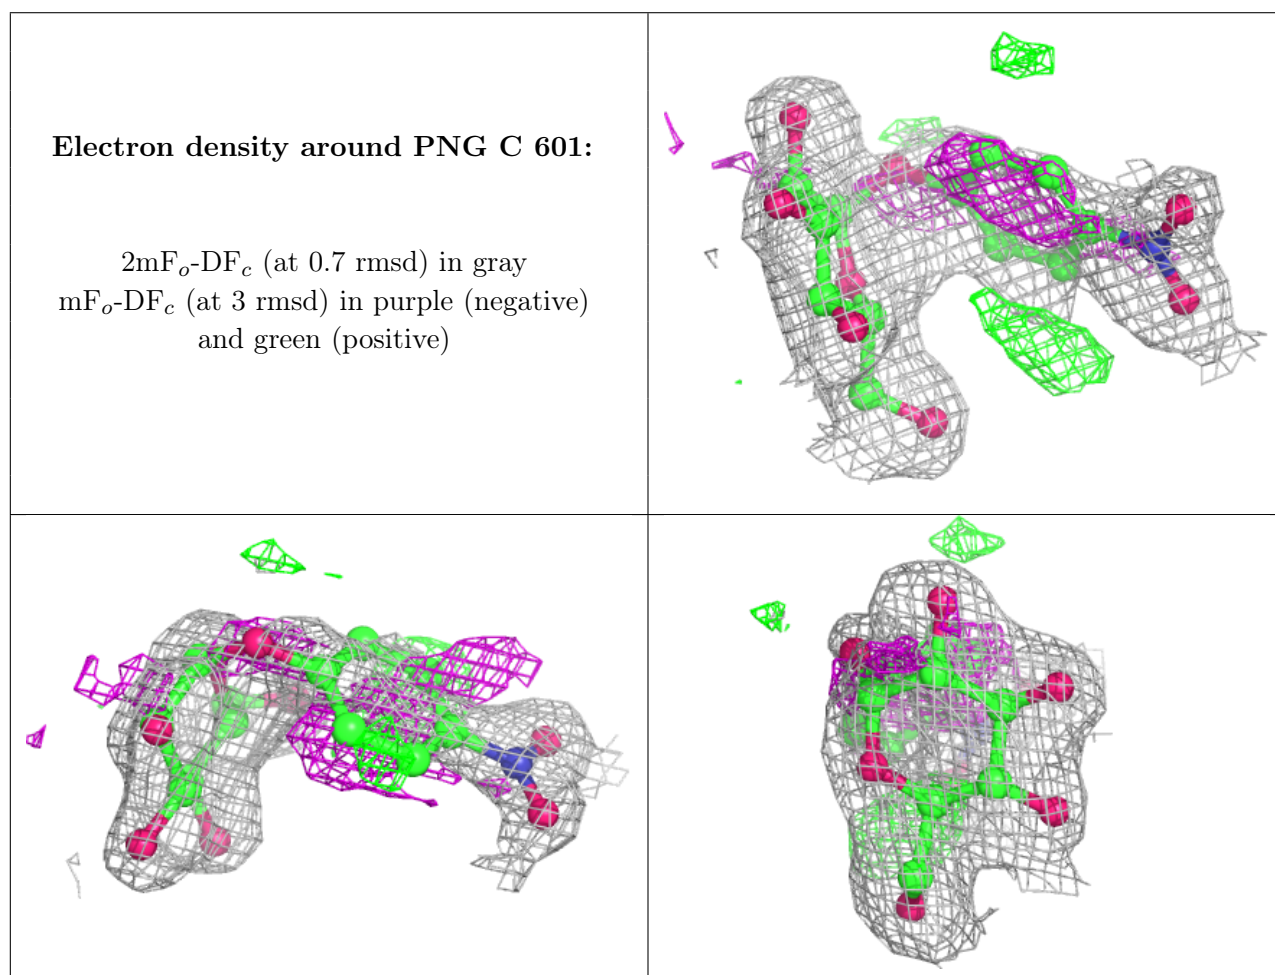 Electron density around PNG C 601:
2mFo-DFc (at 0.7 rmsd) in gray
mFo-DFc (at 3 rmsd) in purple (negative)
and green (positive)